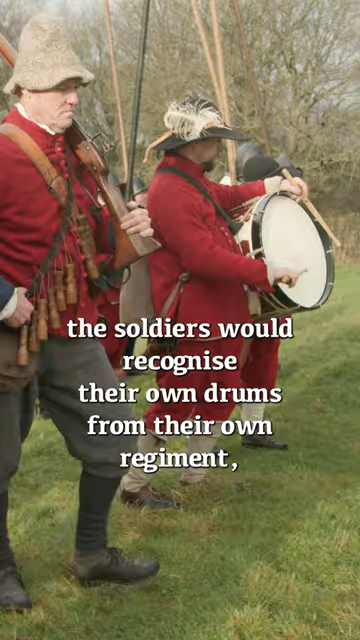 the soldiers would
recognise
their own drums
from their own
regiment,